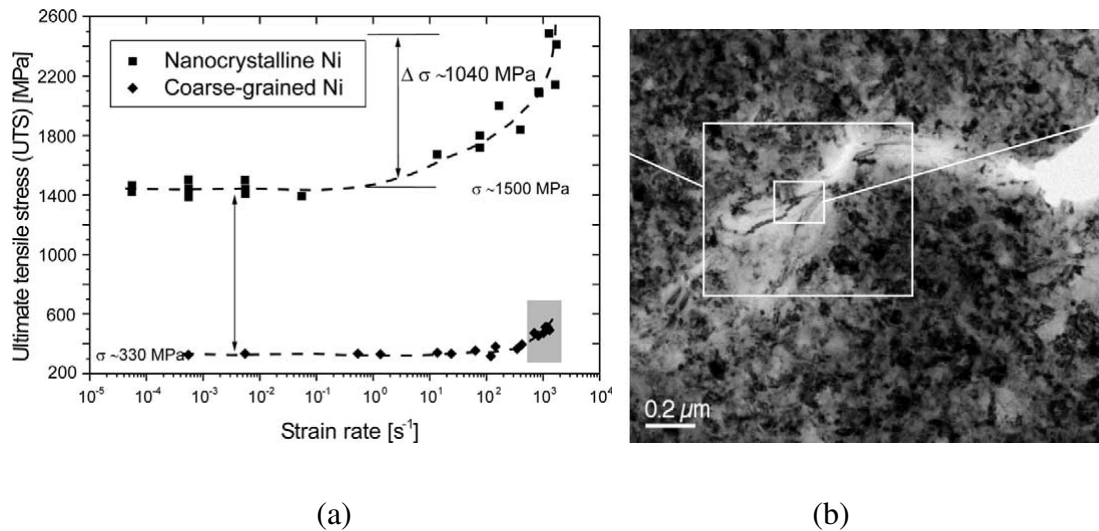 2600
2200
1800
1400
1000
600
200
Ultimate tensile stress (UTS) [MPa]
■ Nanocrystalline Ni
◆ Coarse-grained Ni
Δ σ ~1040 MPa
σ ~1500 MPa
σ ~330 MPa
10⁻⁵ 10⁻⁴ 10⁻³ 10⁻² 10⁻¹ 10⁰ 10¹ 10² 10³ 10⁴
Strain rate [s⁻¹]
0.2 μm
(a) (b)